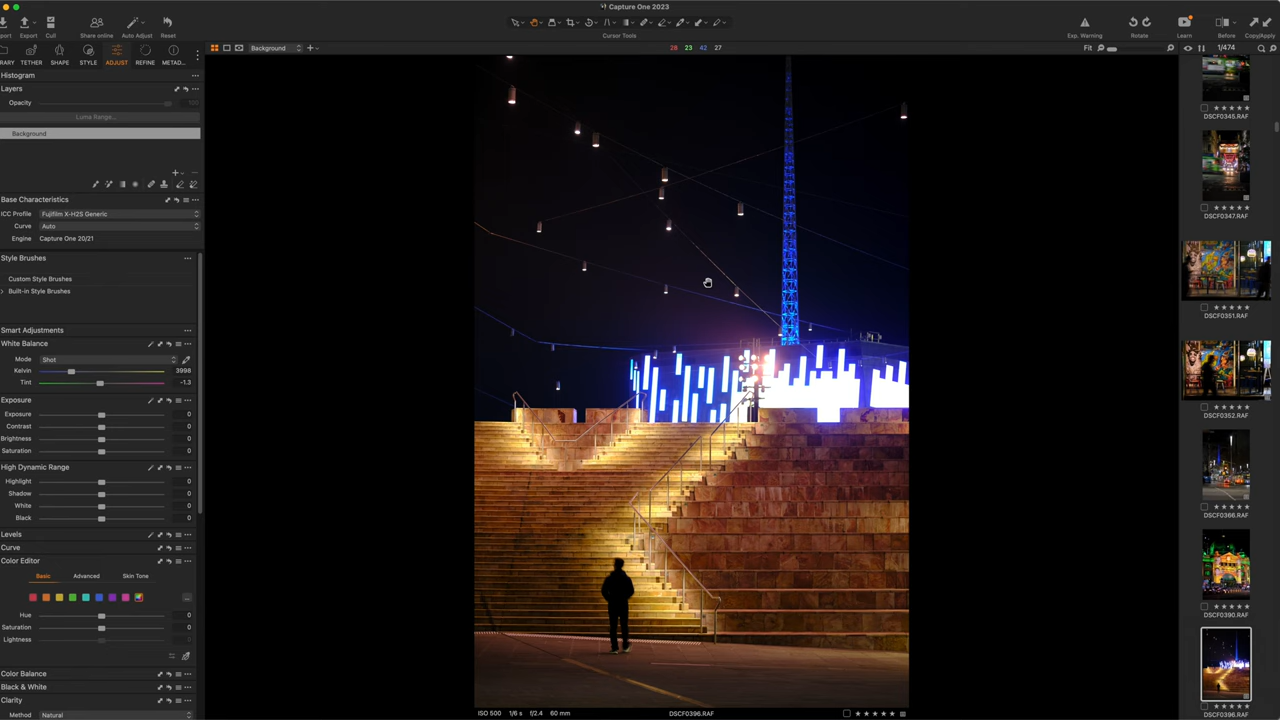 Capture One 2023
port
Export
Cull
Share online
Auto Adjust
Reset
Cursor Tools
Exp. Warning
Rotate
Learn
Before
Copy/Apply
RARY
TETHER
SHAPE
STYLE
ADJUST
REFINE
METAD...
Background
28 23 42 27
Fit
1/474
Histogram
Layers
Opacity
100
Luma Range...
Background
Base Characteristics
ICC Profile
Fujifilm X-H2S Generic
Curve
Auto
Engine
Capture One 20/21
Style Brushes
Custom Style Brushes
Built-in Style Brushes
Smart Adjustments
White Balance
Mode
Shot
Kelvin
3998
Tint
-1.3
Exposure
Exposure
0
Contrast
0
Brightness
0
Saturation
0
High Dynamic Range
Highlight
0
Shadow
0
White
0
Black
0
Levels
Curve
Color Editor
Basic
Advanced
Skin Tone
Hue
0
Saturation
0
Lightness
0
Color Balance
Black & White
Clarity
Method
Natural
ISO 500
1/6 s
f/2.4
60 mm
DSCF0396.RAF
DSCF0345.RAF
DSCF0347.RAF
DSCF0351.RAF
DSCF0352.RAF
DSCF0366.RAF
DSCF0390.RAF
DSCF0396.RAF